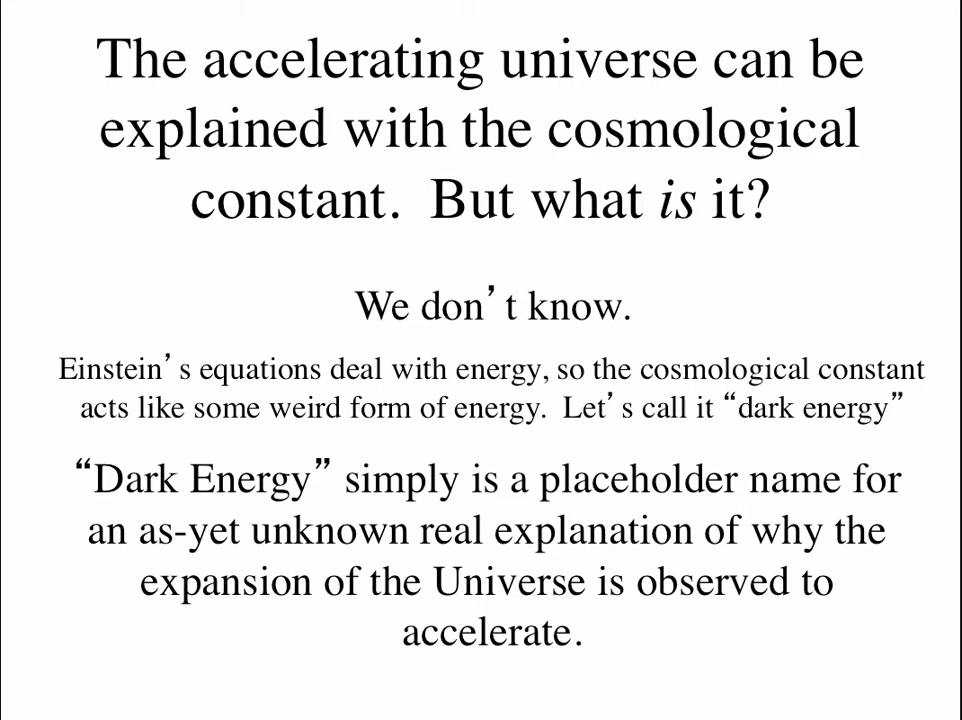 The accelerating universe can be
explained with the cosmological
constant.  But what is it?
We don’t know.
Einstein’s equations deal with energy, so the cosmological constant
acts like some weird form of energy.  Let’s call it “dark energy”
“Dark Energy” simply is a placeholder name for
an as-yet unknown real explanation of why the
expansion of the Universe is observed to
accelerate.